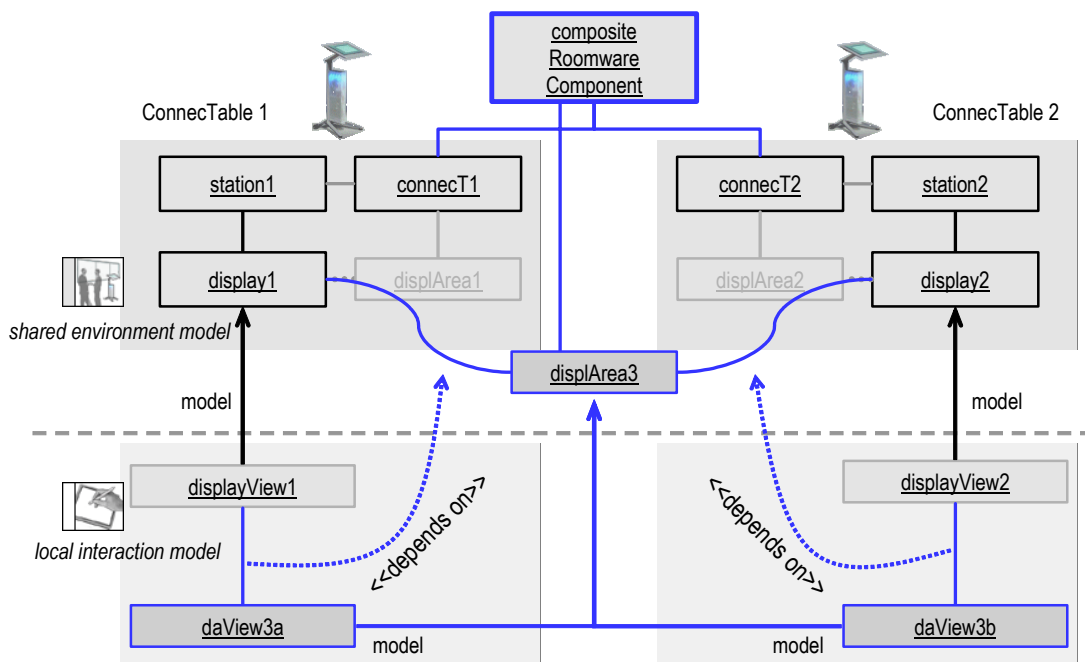 composite
Roomware
Component
ConnecTable 1
ConnecTable 2
station1
connecT1
connecT2
station2
display1
displArea1
displArea2
display2
shared environment model
displArea3
model
model
displayView1
displayView2
<<depends on>>
<<depends on>>
local interaction model
daView3a
model
model
daView3b